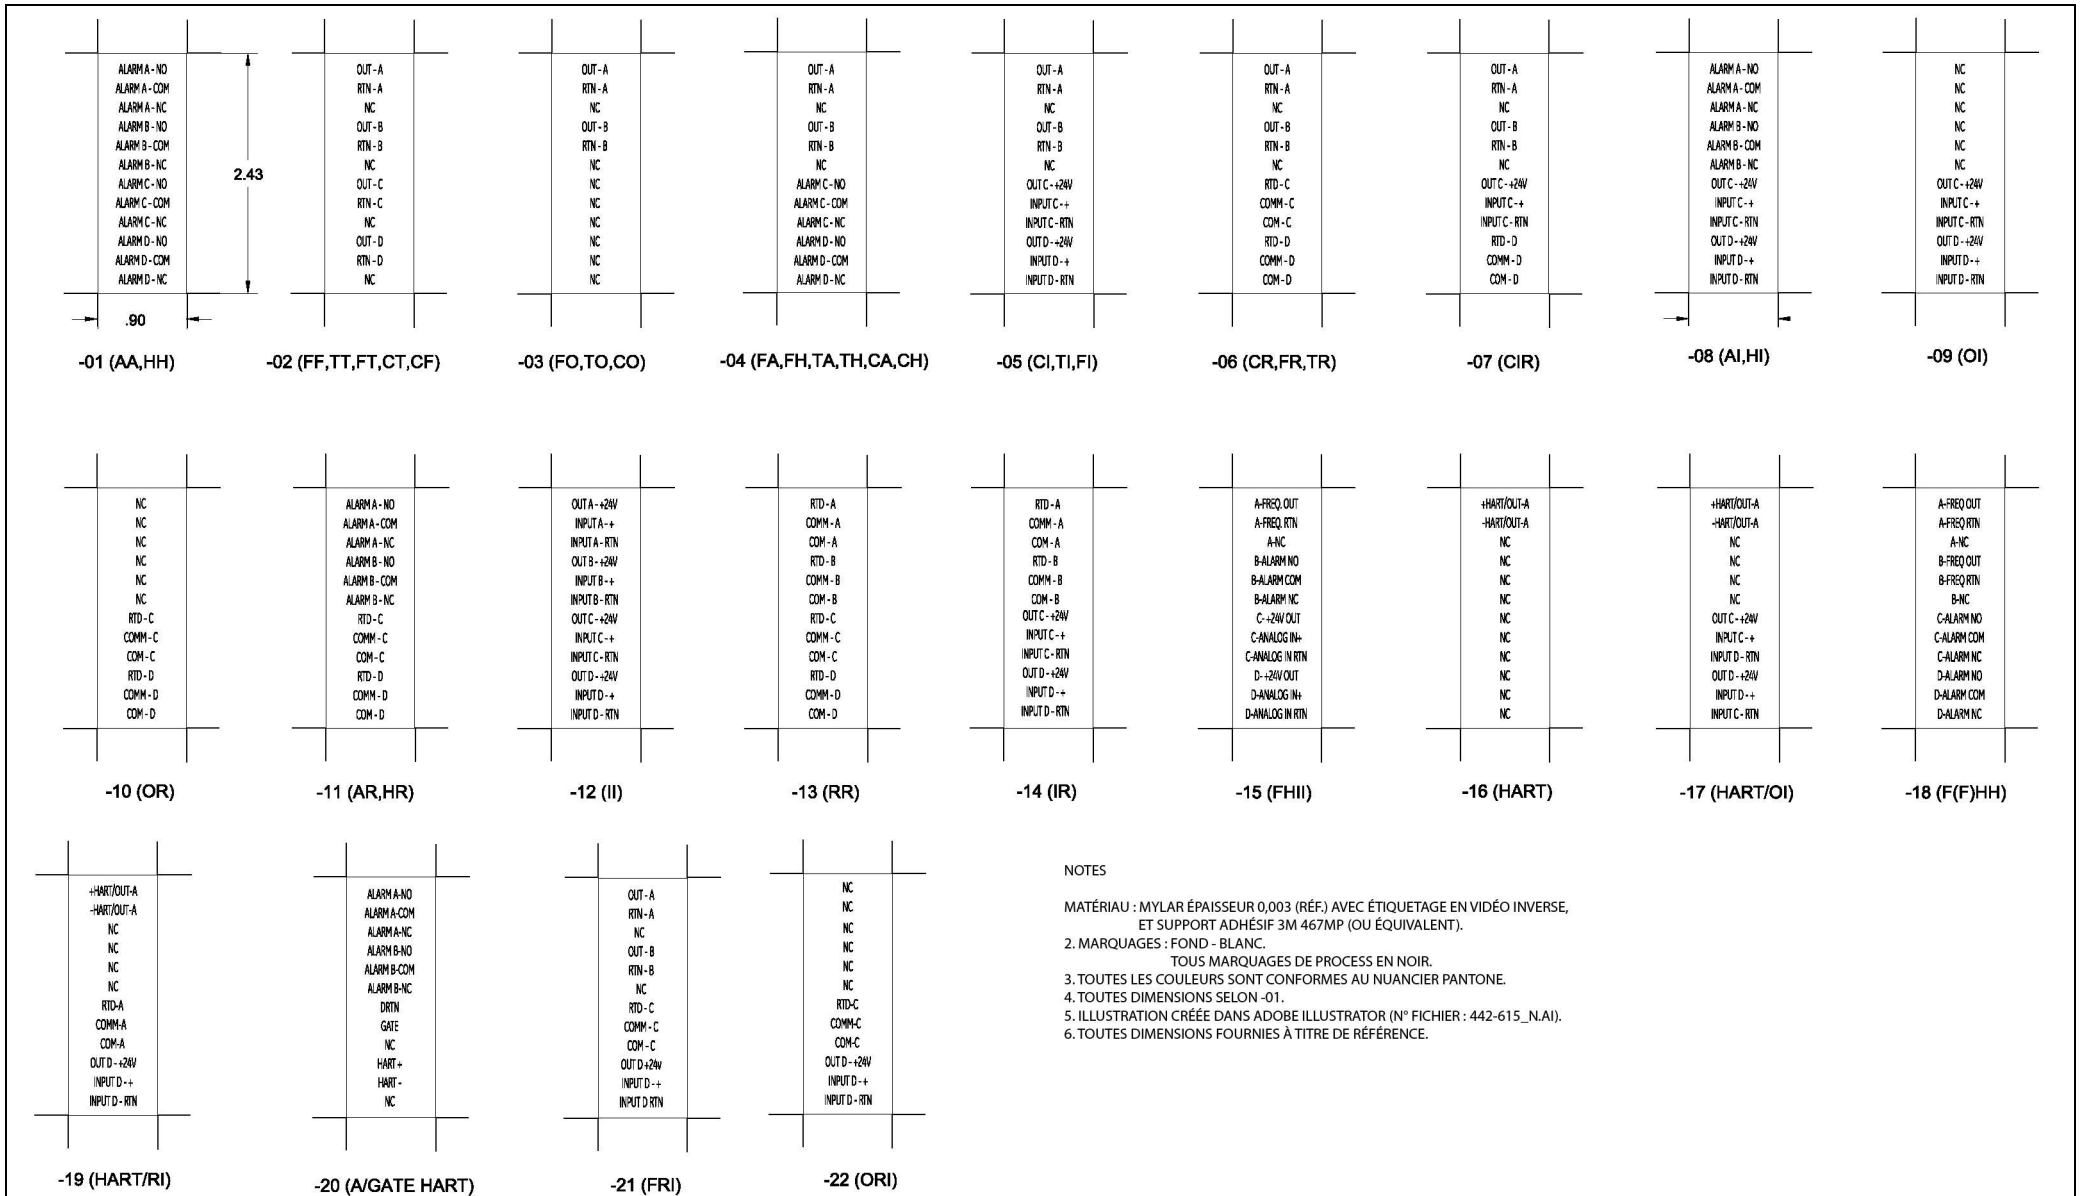 ALARM A - NO
ALARM A - COM
ALARM A - NC
ALARM B - NO
ALARM B - COM
ALARM B - NC
ALARM C - NO
ALARM C - COM
ALARM C - NC
ALARM D - NO
ALARM D - COM
ALARM D - NC
2.43
.90
-01 (AA,HH)
OUT - A
RTN - A
NC
OUT - B
RTN - B
NC
OUT - C
RTN - C
NC
OUT - D
RTN - D
NC
-02 (FF,TT,FT,CT,CF)
OUT - A
RTN - A
NC
OUT - B
RTN - B
NC
NC
NC
NC
NC
NC
NC
-03 (FO,TO,CO)
OUT - A
RTN - A
NC
OUT - B
RTN - B
NC
ALARM C - NO
ALARM C - COM
ALARM C - NC
ALARM D - NO
ALARM D - COM
ALARM D - NC
-04 (FA,FH,TA,TH,CA,CH)
OUT - A
RTN - A
NC
OUT - B
RTN - B
NC
OUT C - +24V
INPUT C - +
INPUT C - RTN
OUT D - +24V
INPUT D - +
INPUT D - RTN
-05 (CI,TI,FI)
OUT - A
RTN - A
NC
OUT - B
RTN - B
NC
RTD - C
COMM - C
COM - C
RTD - D
COMM - D
COM - D
-06 (CR,FR,TR)
OUT - A
RTN - A
NC
OUT - B
RTN - B
NC
OUT C - +24V
INPUT C - +
INPUT C - RTN
RTD - D
COMM - D
COM - D
-07 (CIR)
ALARM A - NO
ALARM A - COM
ALARM A - NC
ALARM B - NO
ALARM B - COM
ALARM B - NC
OUT C - +24V
INPUT C - +
INPUT C - RTN
OUT D - +24V
INPUT D - +
INPUT D - RTN
-08 (AI,HI)
NC
NC
NC
NC
NC
NC
OUT C - +24V
INPUT C - +
INPUT C - RTN
OUT D - +24V
INPUT D - +
INPUT D - RTN
-09 (OI)
NC
NC
NC
NC
NC
NC
RTD - C
COMM - C
COM - C
RTD - D
COMM - D
COM - D
-10 (OR)
ALARM A - NO
ALARM A - COM
ALARM A - NC
ALARM B - NO
ALARM B - COM
ALARM B - NC
RTD - C
COMM - C
COM - C
RTD - D
COMM - D
COM - D
-11 (AR,HR)
OUT A - +24V
INPUT A - +
INPUT A - RTN
OUT B - +24V
INPUT B - +
INPUT B - RTN
OUT C - +24V
INPUT C - +
INPUT C - RTN
OUT D - +24V
INPUT D - +
INPUT D - RTN
-12 (II)
RTD - A
COMM - A
COM - A
RTD - B
COMM - B
COM - B
RTD - C
COMM - C
COM - C
RTD - D
COMM - D
COM - D
-13 (RR)
RTD - A
COMM - A
COM - A
RTD - B
COMM - B
COM - B
OUT C - +24V
INPUT C - +
INPUT C - RTN
OUT D - +24V
INPUT D - +
INPUT D - RTN
-14 (IR)
A-FREQ. OUT
A-FREQ. RTN
A-NC
B-ALARM NO
B-ALARM COM
B-ALARM NC
C- +24V OUT
C-ANALOG IN+
C-ANALOG IN RTN
D- +24V OUT
D-ANALOG IN+
D-ANALOG IN RTN
-15 (FHII)
+HART/OUT-A
-HART/OUT-A
NC
NC
NC
NC
NC
NC
NC
NC
NC
NC
-16 (HART)
+HART/OUT-A
-HART/OUT-A
NC
NC
NC
NC
OUT C - +24V
INPUT C - +
INPUT D - RTN
OUT D - +24V
INPUT D - +
INPUT C - RTN
-17 (HART/OI)
A-FREQ OUT
A-FREQ RTN
A-NC
B-FREQ OUT
B-FREQ RTN
B-NC
C-ALARM NO
C-ALARM COM
C-ALARM NC
D-ALARM NO
D-ALARM COM
D-ALARM NC
-18 (F(F)HH)
+HART/OUT-A
-HART/OUT-A
NC
NC
NC
NC
RTD-A
COMM-A
COM-A
OUT D - +24V
INPUT D - +
INPUT D - RTN
-19 (HART/RI)
ALARM A-NO
ALARM A-COM
ALARM A-NC
ALARM B-NO
ALARM B-COM
ALARM B-NC
DRTN
GATE
NC
HART +
HART -
NC
-20 (A/GATE HART)
OUT - A
RTN - A
NC
OUT - B
RTN - B
NC
RTD - C
COMM - C
COM - C
OUT D +24V
INPUT D - +
INPUT D RTN
-21 (FRI)
NC
NC
NC
NC
NC
NC
RTD-C
COMM-C
COM-C
OUT D - +24V
INPUT D - +
INPUT D - RTN
-22 (ORI)
NOTES
MATÉRIAU : MYLAR ÉPAISSEUR 0,003 (RÉF.) AVEC ÉTIQUETAGE EN VIDÉO INVERSE,
ET SUPPORT ADHÉSIF 3M 467MP (OU ÉQUIVALENT).
2. MARQUAGES : FOND - BLANC.
TOUS MARQUAGES DE PROCESS EN NOIR.
3. TOUTES LES COULEURS SONT CONFORMES AU NUANCIER PANTONE.
4. TOUTES DIMENSIONS SELON -01.
5. ILLUSTRATION CRÉÉE DANS ADOBE ILLUSTRATOR (N° FICHIER : 442-615_N.AI).
6. TOUTES DIMENSIONS FOURNIES À TITRE DE RÉFÉRENCE.